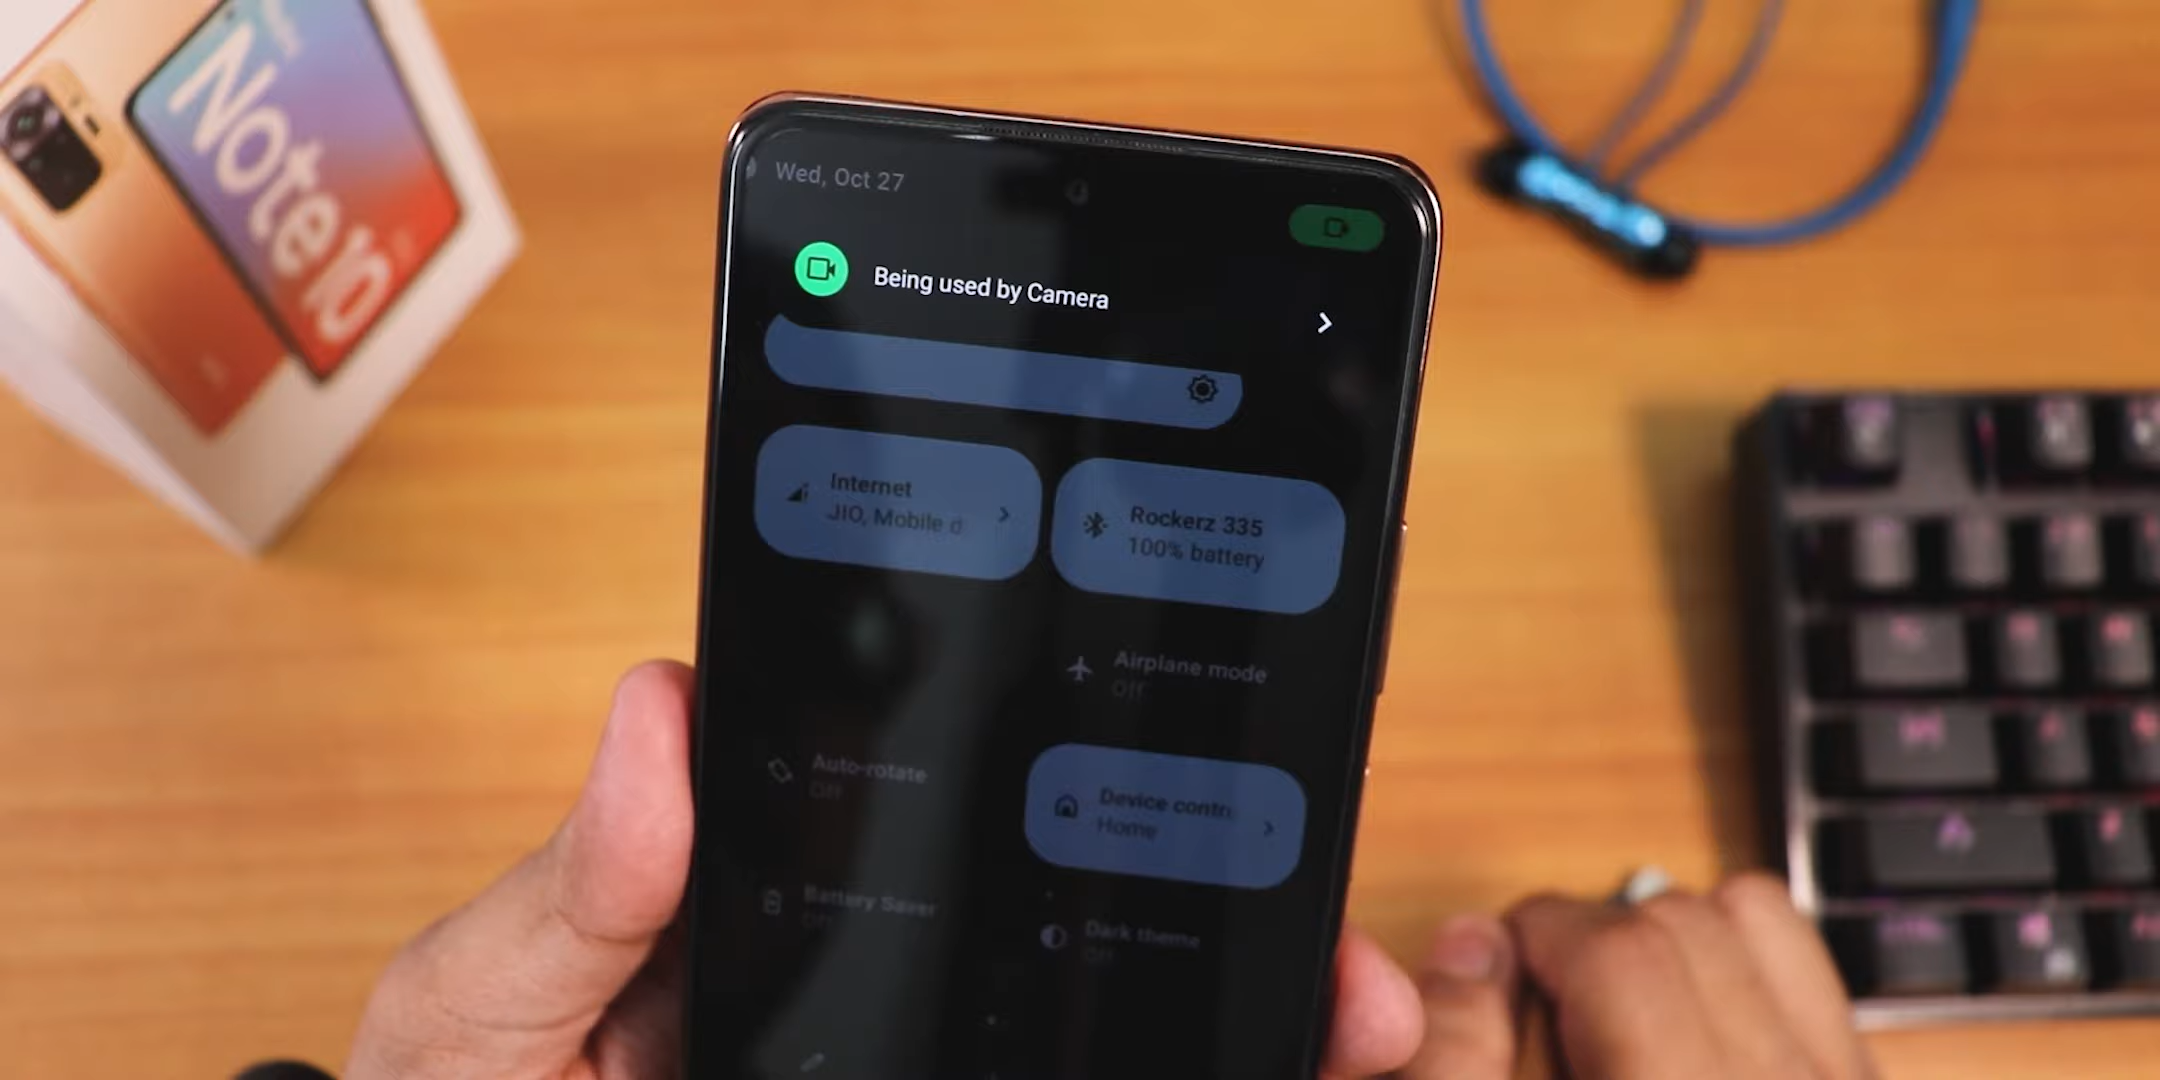 Note 10
Wed, Oct 27
Being used by Camera
Internet
JIO, Mobile d
Rockerz 335
100% battery
Airplane mode
Off
Auto-rotate
Off
Device contr
Home
Battery Saver
Dark theme
Off